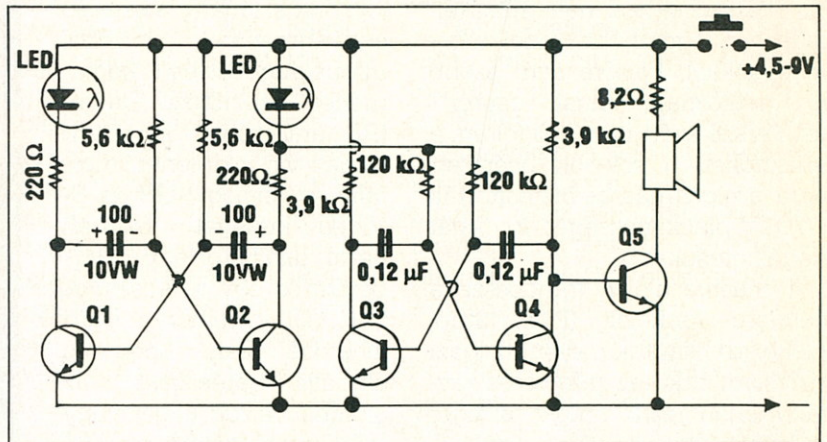 LED
LED
+4,5-9V
8,2Ω
5,6 kΩ
5,6 kΩ
3,9 kΩ
220 Ω
220Ω
120 kΩ
120 kΩ
3,9 kΩ
100
+ -
10VW
100
- +
10VW
0,12 µF
0,12 µF
Q5
Q1
Q2
Q3
Q4
λ
λ